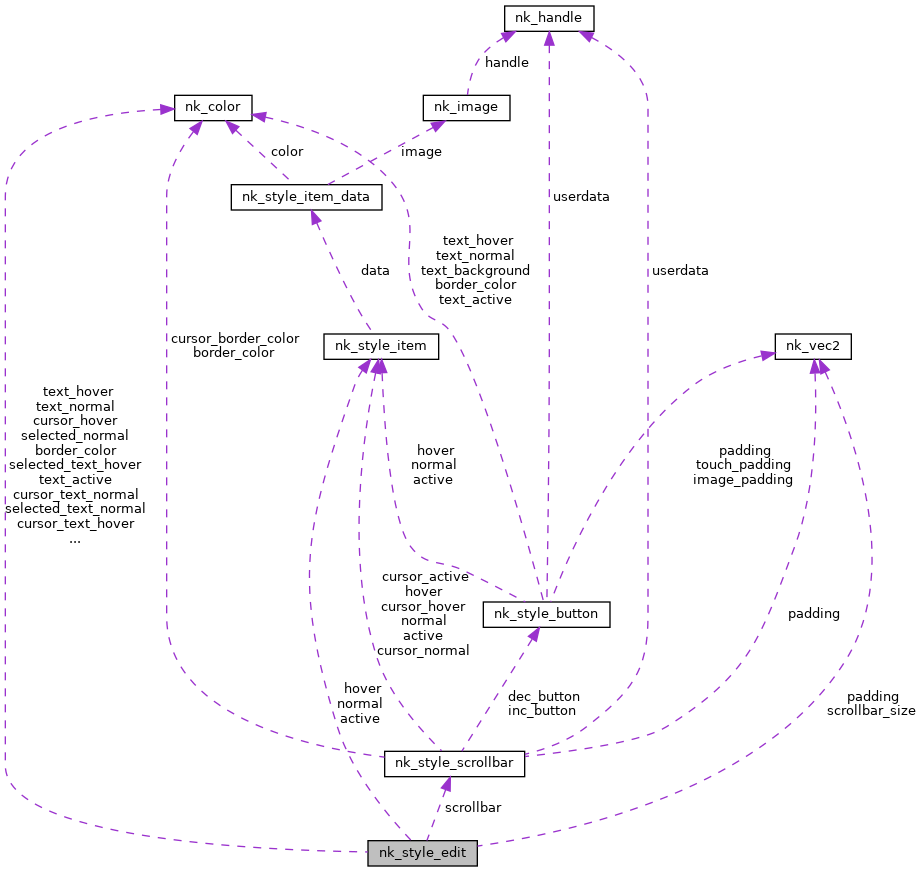 nk_handle
handle
nk_color
nk_image
color
image
nk_style_item_data
userdata
text_hover
text_normal
text_background
border_color
text_active
data
userdata
cursor_border_color
border_color
nk_style_item
nk_vec2
text_hover
text_normal
cursor_hover
selected_normal
border_color
selected_text_hover
text_active
cursor_text_normal
selected_text_normal
cursor_text_hover
...
hover
normal
active
padding
touch_padding
image_padding
cursor_active
hover
cursor_hover
normal
active
cursor_normal
nk_style_button
padding
hover
normal
active
dec_button
inc_button
padding
scrollbar_size
nk_style_scrollbar
scrollbar
nk_style_edit